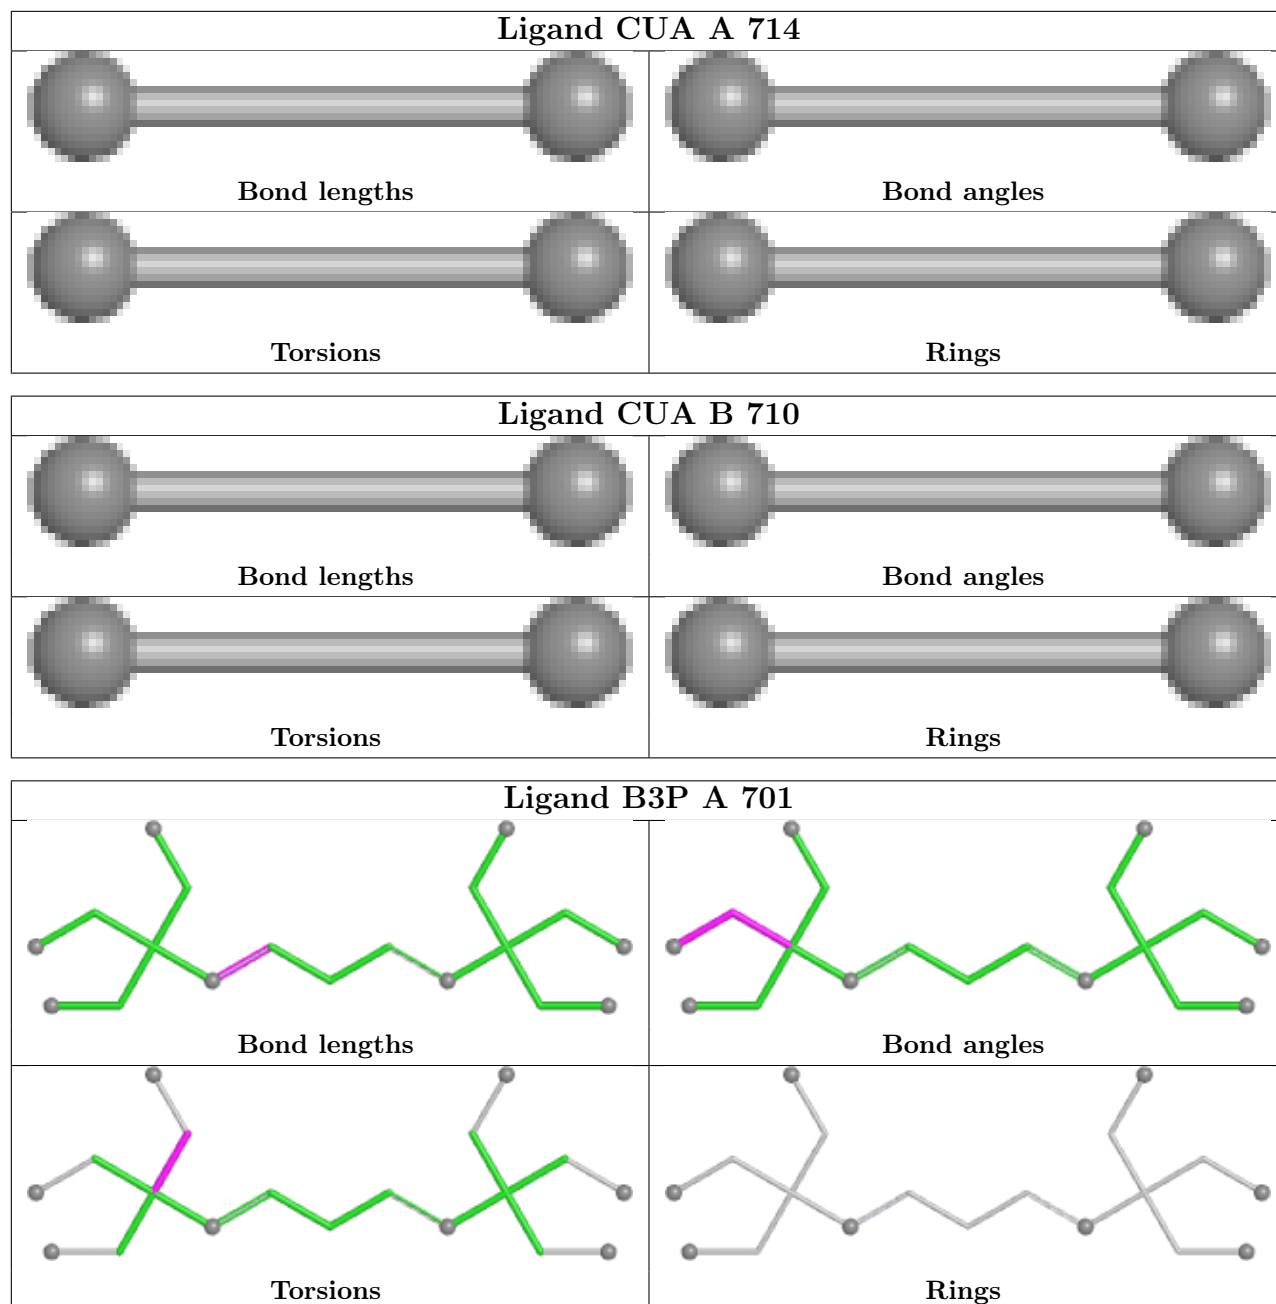 Ligand CUA A 714
Bond lengths
Bond angles
Torsions
Rings
Ligand CUA B 710
Bond lengths
Bond angles
Torsions
Rings
Ligand B3P A 701
Bond lengths
Bond angles
Torsions
Rings